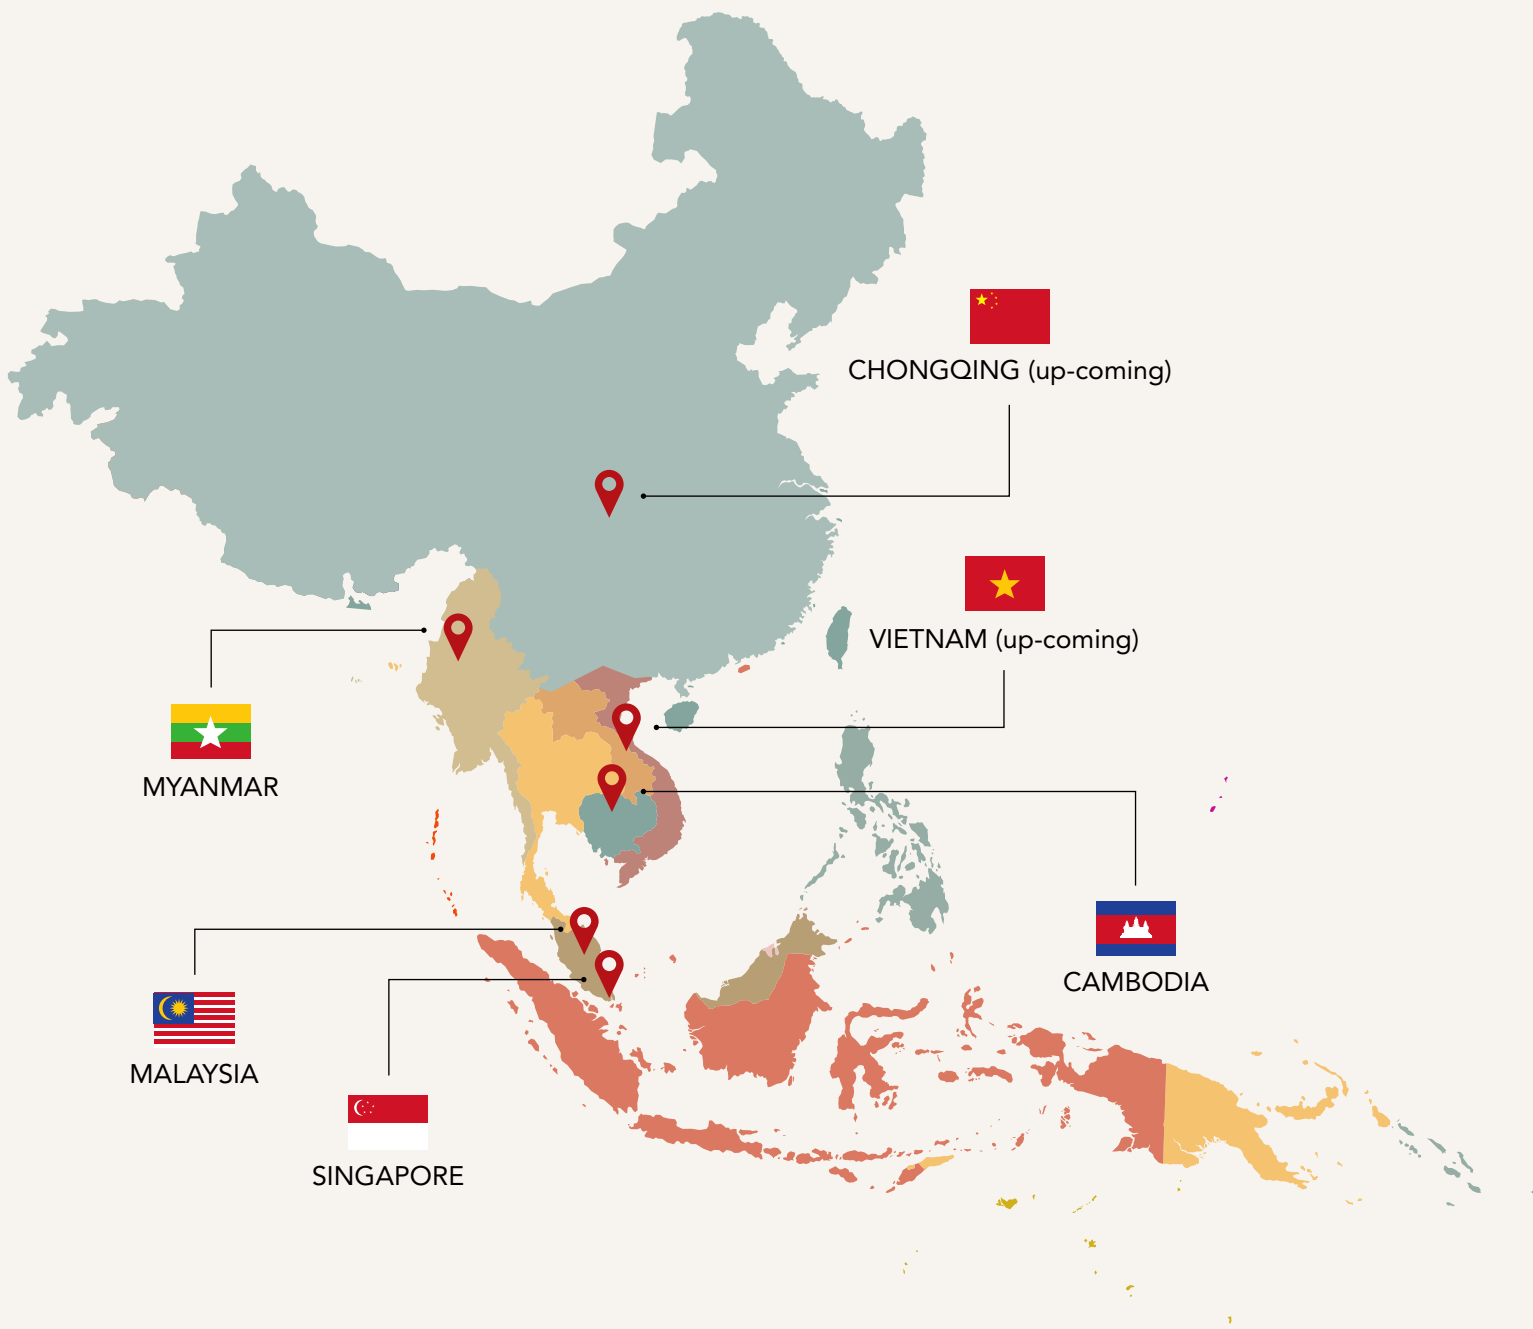 CHONGQING (up-coming)
VIETNAM (up-coming)
MYANMAR
CAMBODIA
MALAYSIA
SINGAPORE